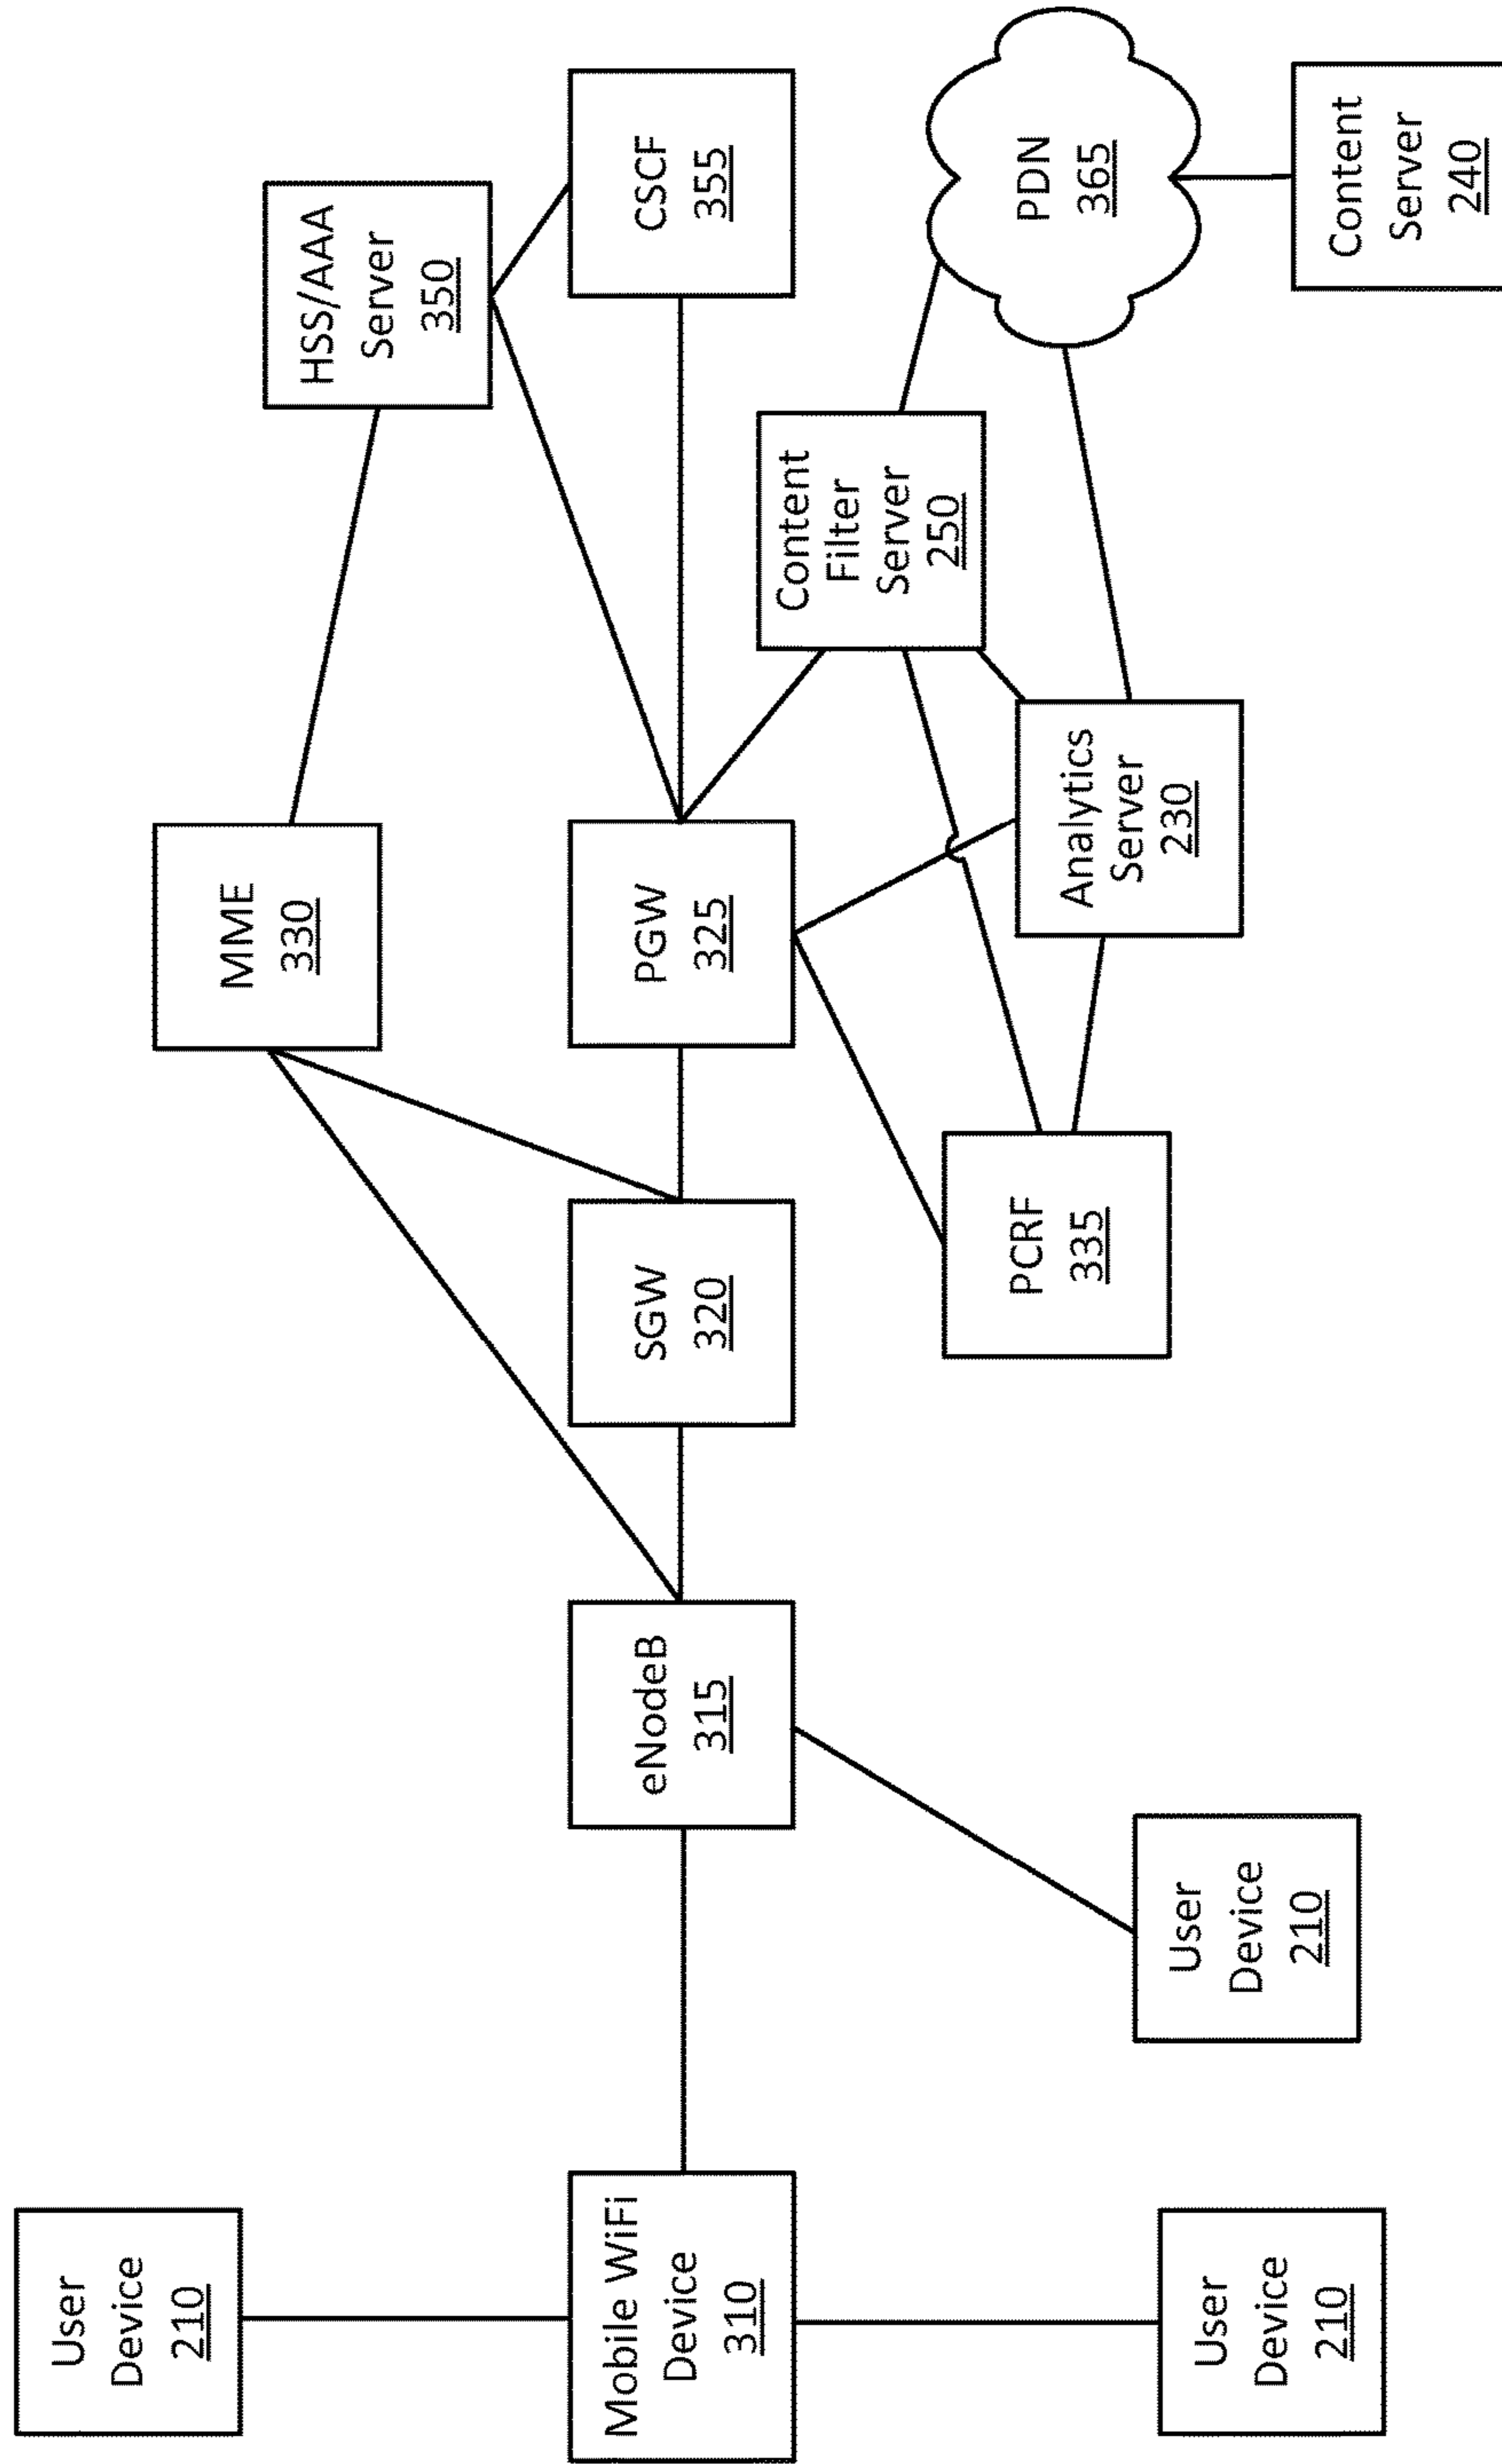 User
Device
210
Mobile WiFi
Device
310
User
Device
210
User
Device
210
eNodeB
315
SGW
320
MME
330
PGW
325
PCRF
335
HSS/AAA
Server
350
CSCF
355
Content
Filter
Server
250
Analytics
Server
230
PDN
365
Content
Server
240